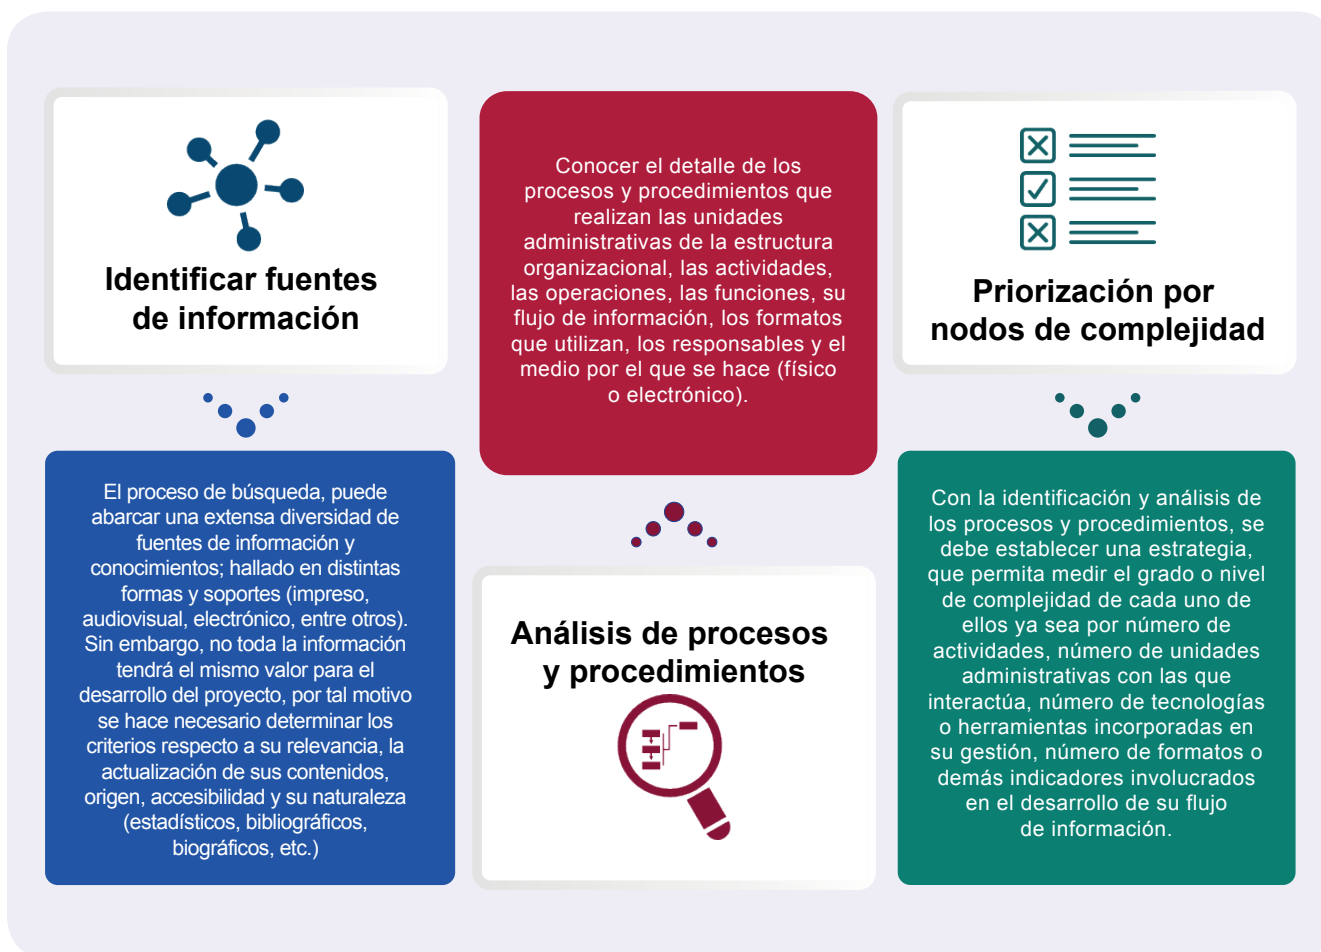 Identificar fuentes
de información
El proceso de búsqueda, puede
abarcar una extensa diversidad de
fuentes de información y
conocimientos; hallado en distintas
formas y soportes (impreso,
audiovisual, electrónico, entre otros).
Sin embargo, no toda la información
tendrá el mismo valor para el
desarrollo del proyecto, por tal motivo
se hace necesario determinar los
criterios respecto a su relevancia, la
actualización de sus contenidos,
origen, accesibilidad y su naturaleza
(estadísticos, bibliográficos,
biográficos, etc.)
Conocer el detalle de los
procesos y procedimientos que
realizan las unidades
administrativas de la estructura
organizacional, las actividades,
las operaciones, las funciones, su
flujo de información, los formatos
que utilizan, los responsables y el
medio por el que se hace (físico
o electrónico).
Análisis de procesos
y procedimientos
Priorización por
nodos de complejidad
Con la identificación y análisis de
los procesos y procedimientos, se
debe establecer una estrategia,
que permita medir el grado o nivel
de complejidad de cada uno de
ellos ya sea por número de
actividades, número de unidades
administrativas con las que
interactúa, número de tecnologías
o herramientas incorporadas en
su gestión, número de formatos o
demás indicadores involucrados
en el desarrollo de su flujo
de información.